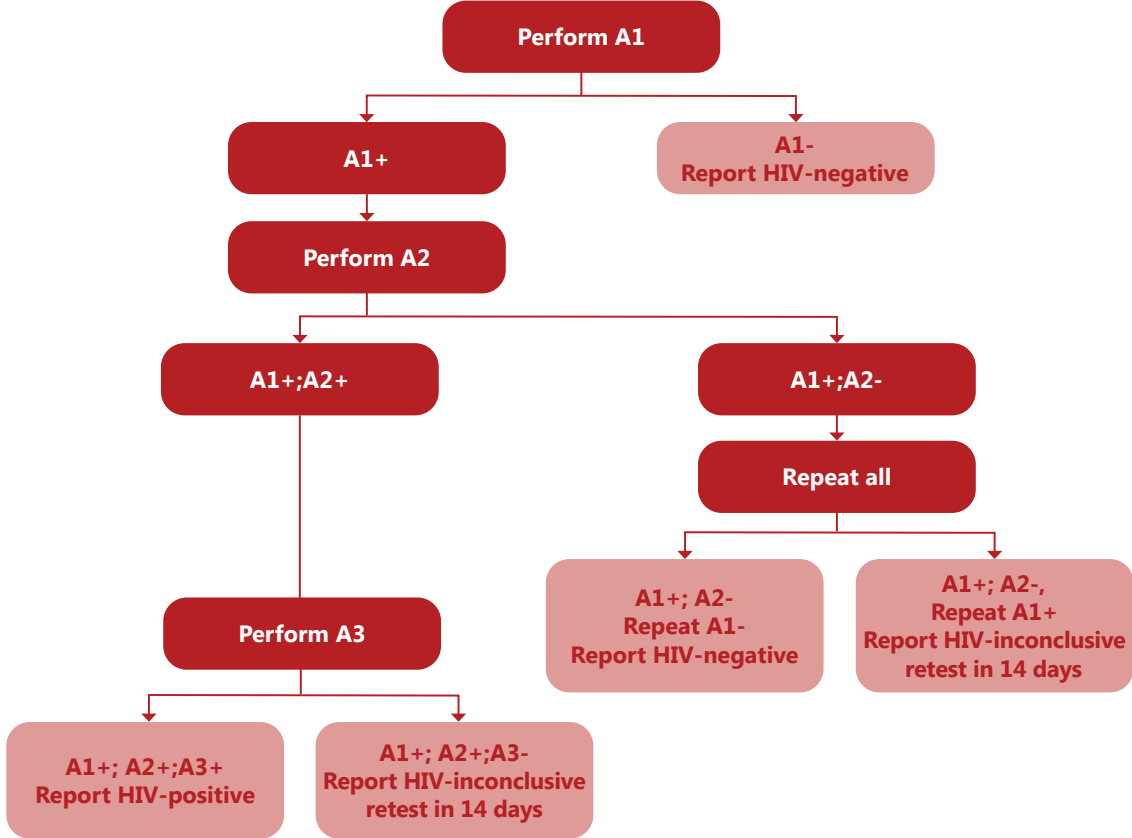 Perform A1
A1+
A1-
Report HIV-negative
Perform A2
A1+;A2+
A1+;A2-
Repeat all
A1+; A2-
Repeat A1-
Report HIV-negative
A1+; A2-,
Repeat A1+
Report HIV-inconclusive
retest in 14 days
Perform A3
A1+; A2+;A3+
Report HIV-positive
A1+; A2+;A3-
Report HIV-inconclusive
retest in 14 days